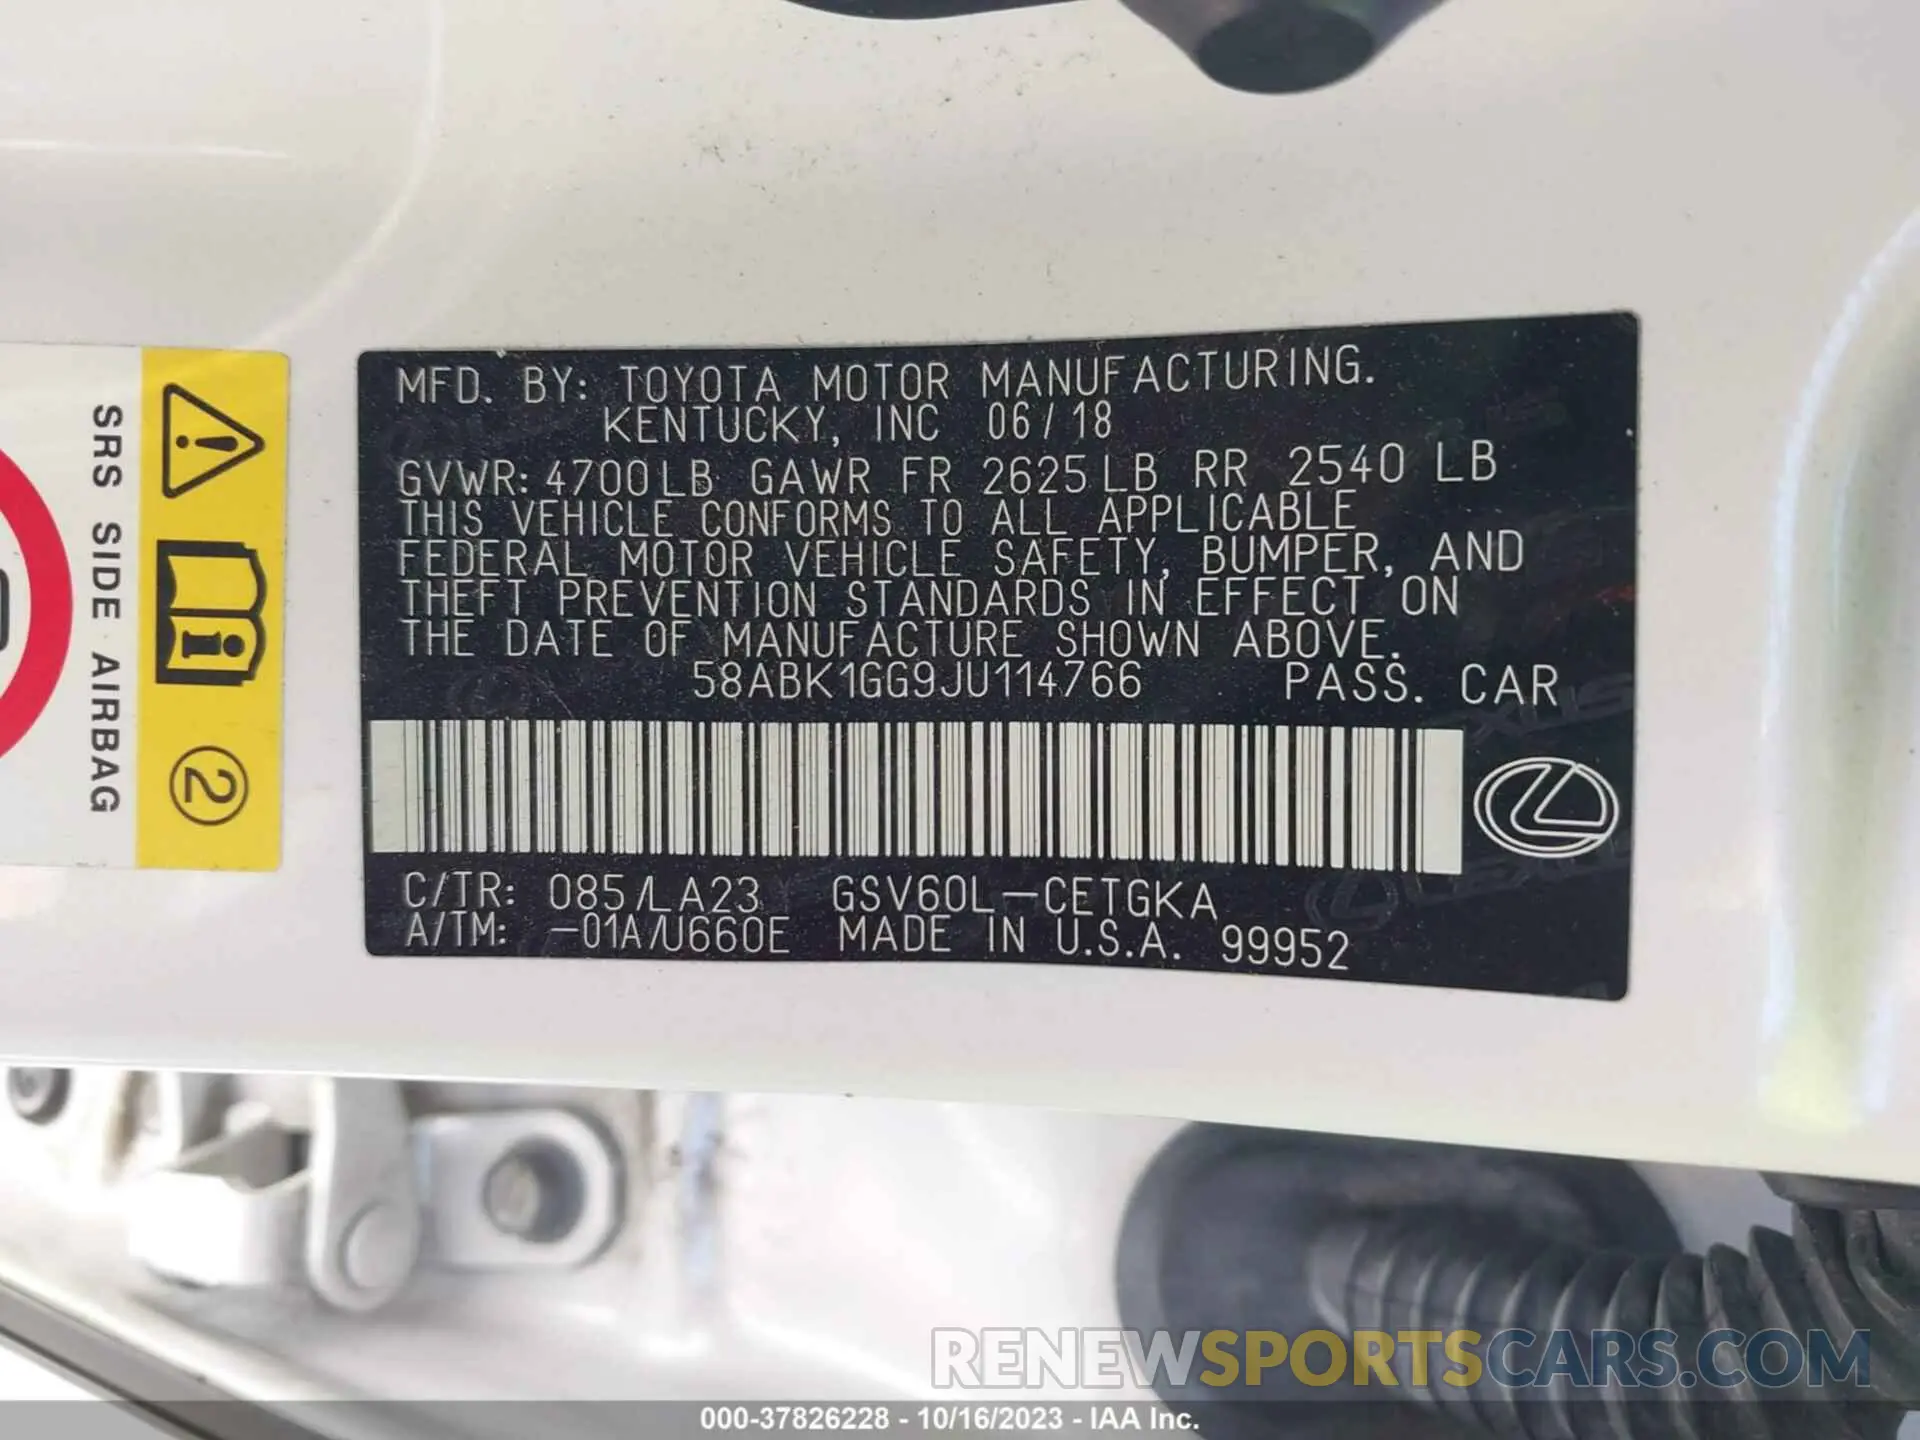 MFD. BY: TOYOTA MOTOR MANUFACTURING.
KENTUCKY, INC 06/18
GVWR: 4700LB GAWR FR 2625LB RR 2540 LB
THIS VEHICLE CONFORMS TO ALL APPLICABLE
FEDERAL MOTOR VEHICLE SAFETY, BUMPER, AND
THEFT PREVENTION STANDARDS IN EFFECT ON
THE DATE OF MANUFACTURE SHOWN ABOVE.
58ABK1GG9JU114766 PASS. CAR
C/TR: 085/LA23 GSV60L-CETGKA
A/TM: -01A/U660E MADE IN U.S.A. 99952
SRS SIDE AIRBAG
2
RENEWSPORTSCARS.COM
000-37826228 - 10/16/2023 - IAA Inc.